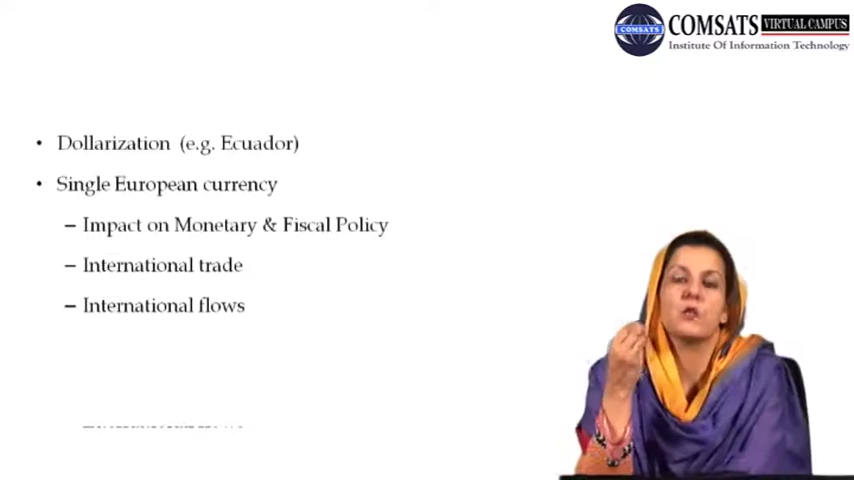 COMSATS VIRTUAL CAMPUS
COMSATS
Institute Of Information Technology
• Dollarization (e.g. Ecuador)
• Single European currency
– Impact on Monetary & Fiscal Policy
– International trade
– International flows